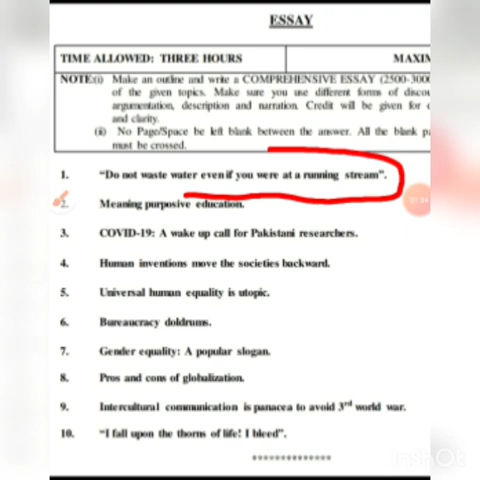 ESSAY
TIME ALLOWED: THREE HOURS MAXIM
NOTE:(i) Make an outline and write a COMPREHENSIVE ESSAY (2500-3000
of the given topics. Make sure you use different forms of discou
argumentation, description and narration. Credit will be given for
and clarity.
(ii) No Page/Space be left blank between the answer. All the blank pa
must be crossed.
1. "Do not waste water even if you were at a running stream".
2. Meaning purposive education.
3. COVID-19: A wake up call for Pakistani researchers.
4. Human inventions move the societies backward.
5. Universal human equality is utopic.
6. Bureaucracy doldrums.
7. Gender equality: A popular slogan.
8. Pros and cons of globalization.
9. Intercultural communication is panacea to avoid 3rd world war.
10. "I fall upon the thorns of life! I bleed".
**************